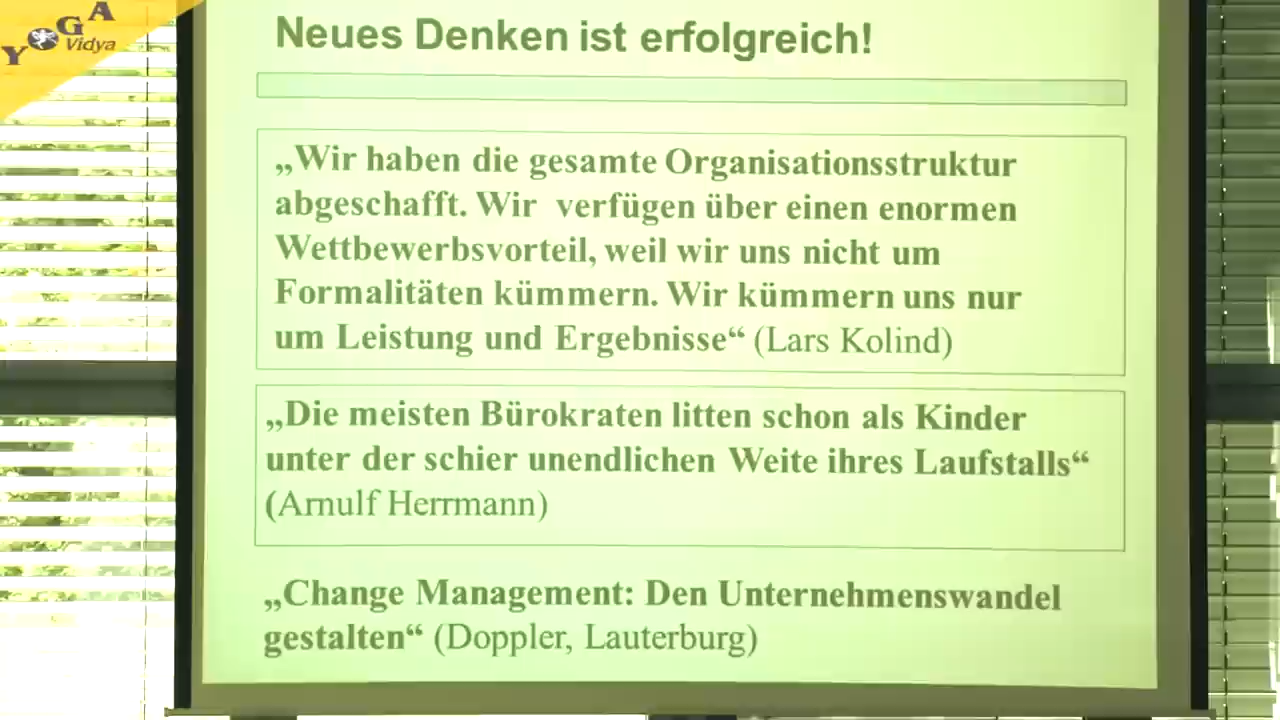 YOGA
Vidya
Neues Denken ist erfolgreich!
„Wir haben die gesamte Organisationsstruktur
abgeschafft. Wir verfügen über einen enormen
Wettbewerbsvorteil, weil wir uns nicht um
Formalitäten kümmern. Wir kümmern uns nur
um Leistung und Ergebnisse“ (Lars Kolind)
„Die meisten Bürokraten litten schon als Kinder
unter der schier unendlichen Weite ihres Laufstalls“
(Arnulf Herrmann)
„Change Management: Den Unternehmenswandel
gestalten“ (Doppler, Lauterburg)